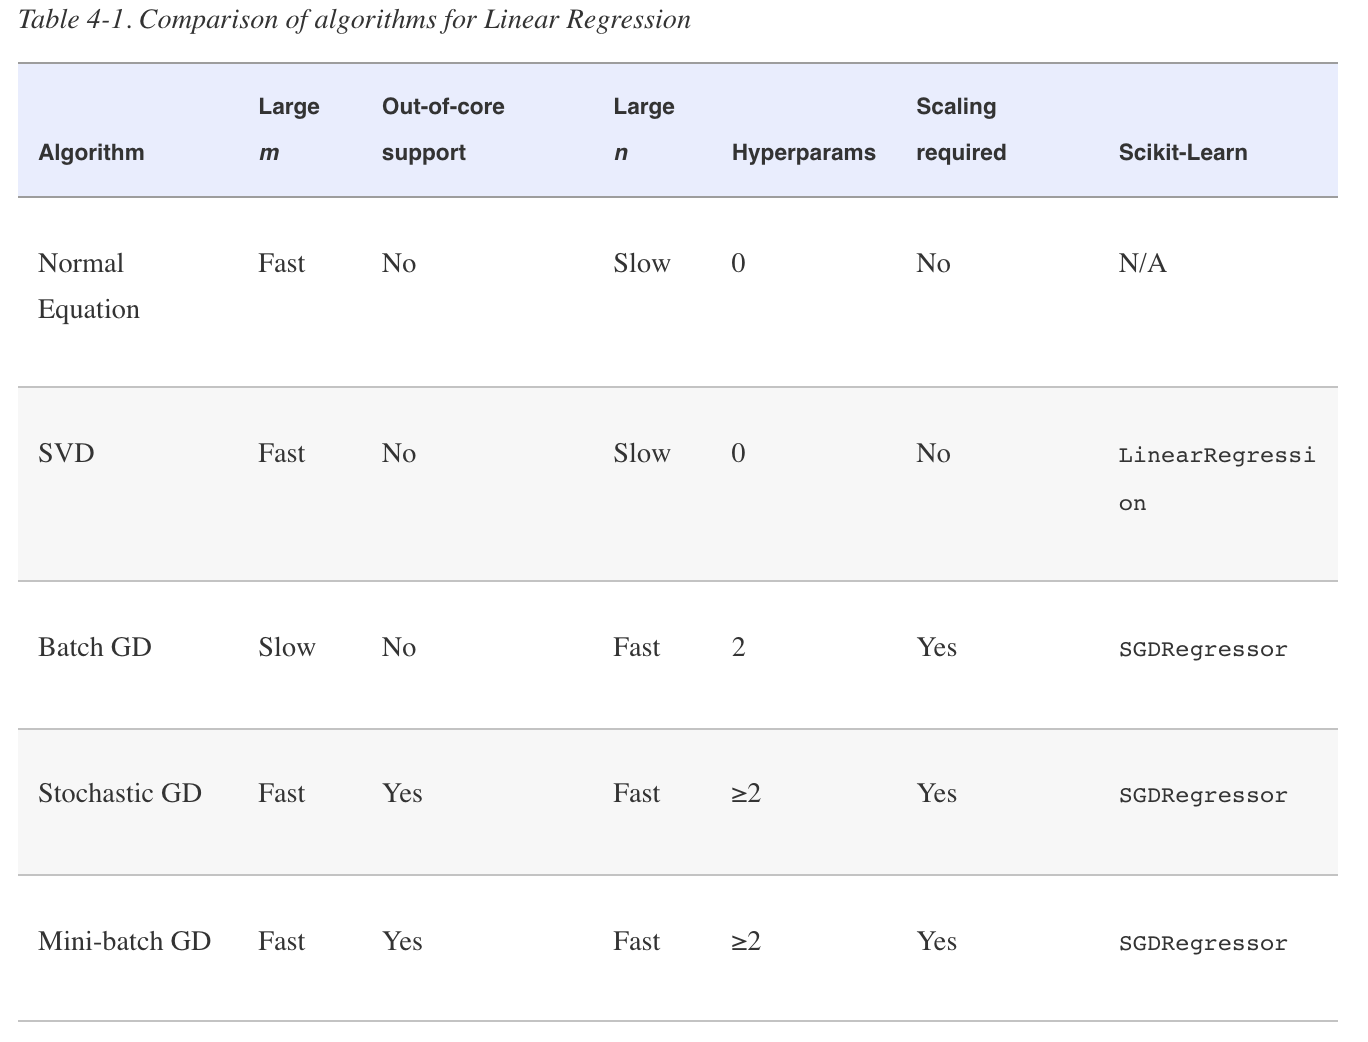 Table 4-1. Comparison of algorithms for Linear Regression
Large Out-of-core Large Scaling
Algorithm m support n Hyperparams required Scikit-Learn
Normal Fast No Slow 0 No N/A
Equation
SVD Fast No Slow 0 No LinearRegressi
on
Batch GD Slow No Fast 2 Yes SGDRegressor
Stochastic GD Fast Yes Fast ≥2 Yes SGDRegressor
Mini-batch GD Fast Yes Fast ≥2 Yes SGDRegressor